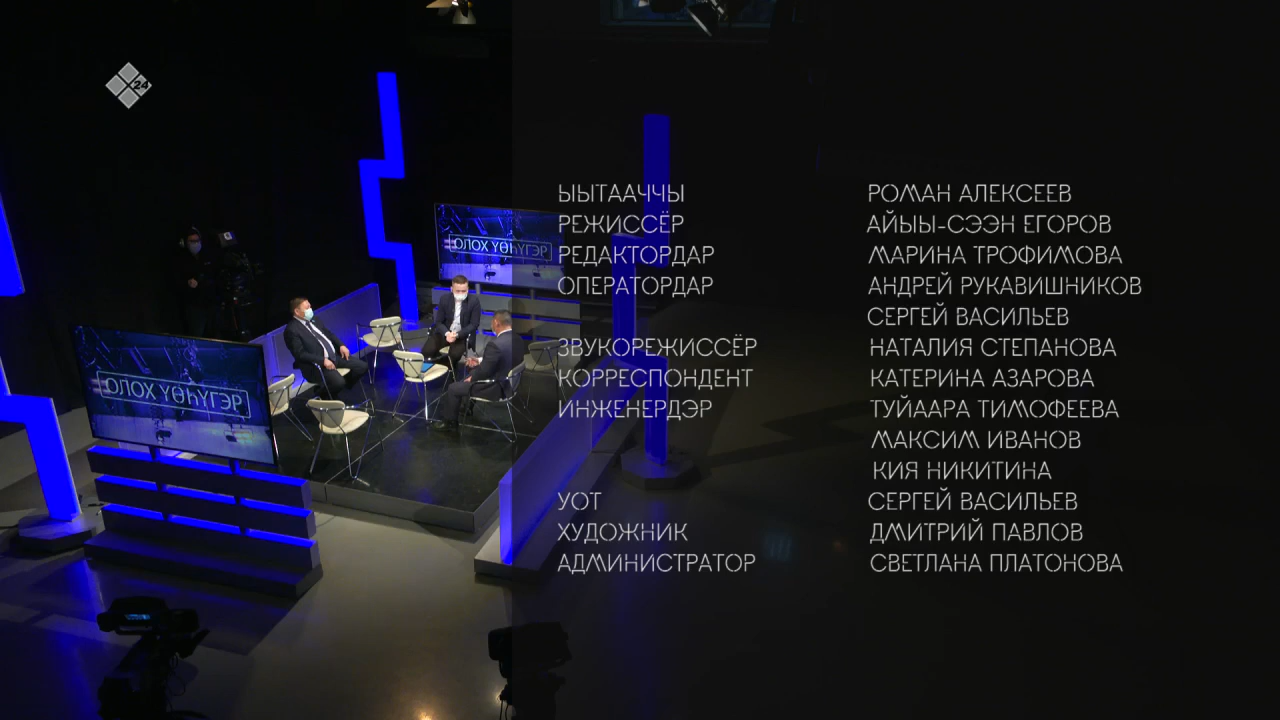 24
ОЛОХ ҮӨҺҮГЭР
ОЛОХ ҮӨҺҮГЭР
ЫЫТААЧЧЫ РОМАН АЛЕКСЕЕВ
РЕЖИССЁР АЙЫЫ-СЭЭН ЕГОРОВ
РЕДАКТОРДАР МАРИНА ТРОФИМОВА
ОПЕРАТОРДАР АНДРЕЙ РУКАВИШНИКОВ
СЕРГЕЙ ВАСИЛЬЕВ
ЗВУКОРЕЖИССЁР НАТАЛИЯ СТЕПАНОВА
КОРРЕСПОНДЕНТ КАТЕРИНА АЗАРОВА
ИНЖЕНЕРДЭР ТУЙААРА ТИМОФЕЕВА
МАКСИМ ИВАНОВ
КИЯ НИКИТИНА
УОТ СЕРГЕЙ ВАСИЛЬЕВ
ХУДОЖНИК ДМИТРИЙ ПАВЛОВ
АДМИНИСТРАТОР СВЕТЛАНА ПЛАТОНОВА